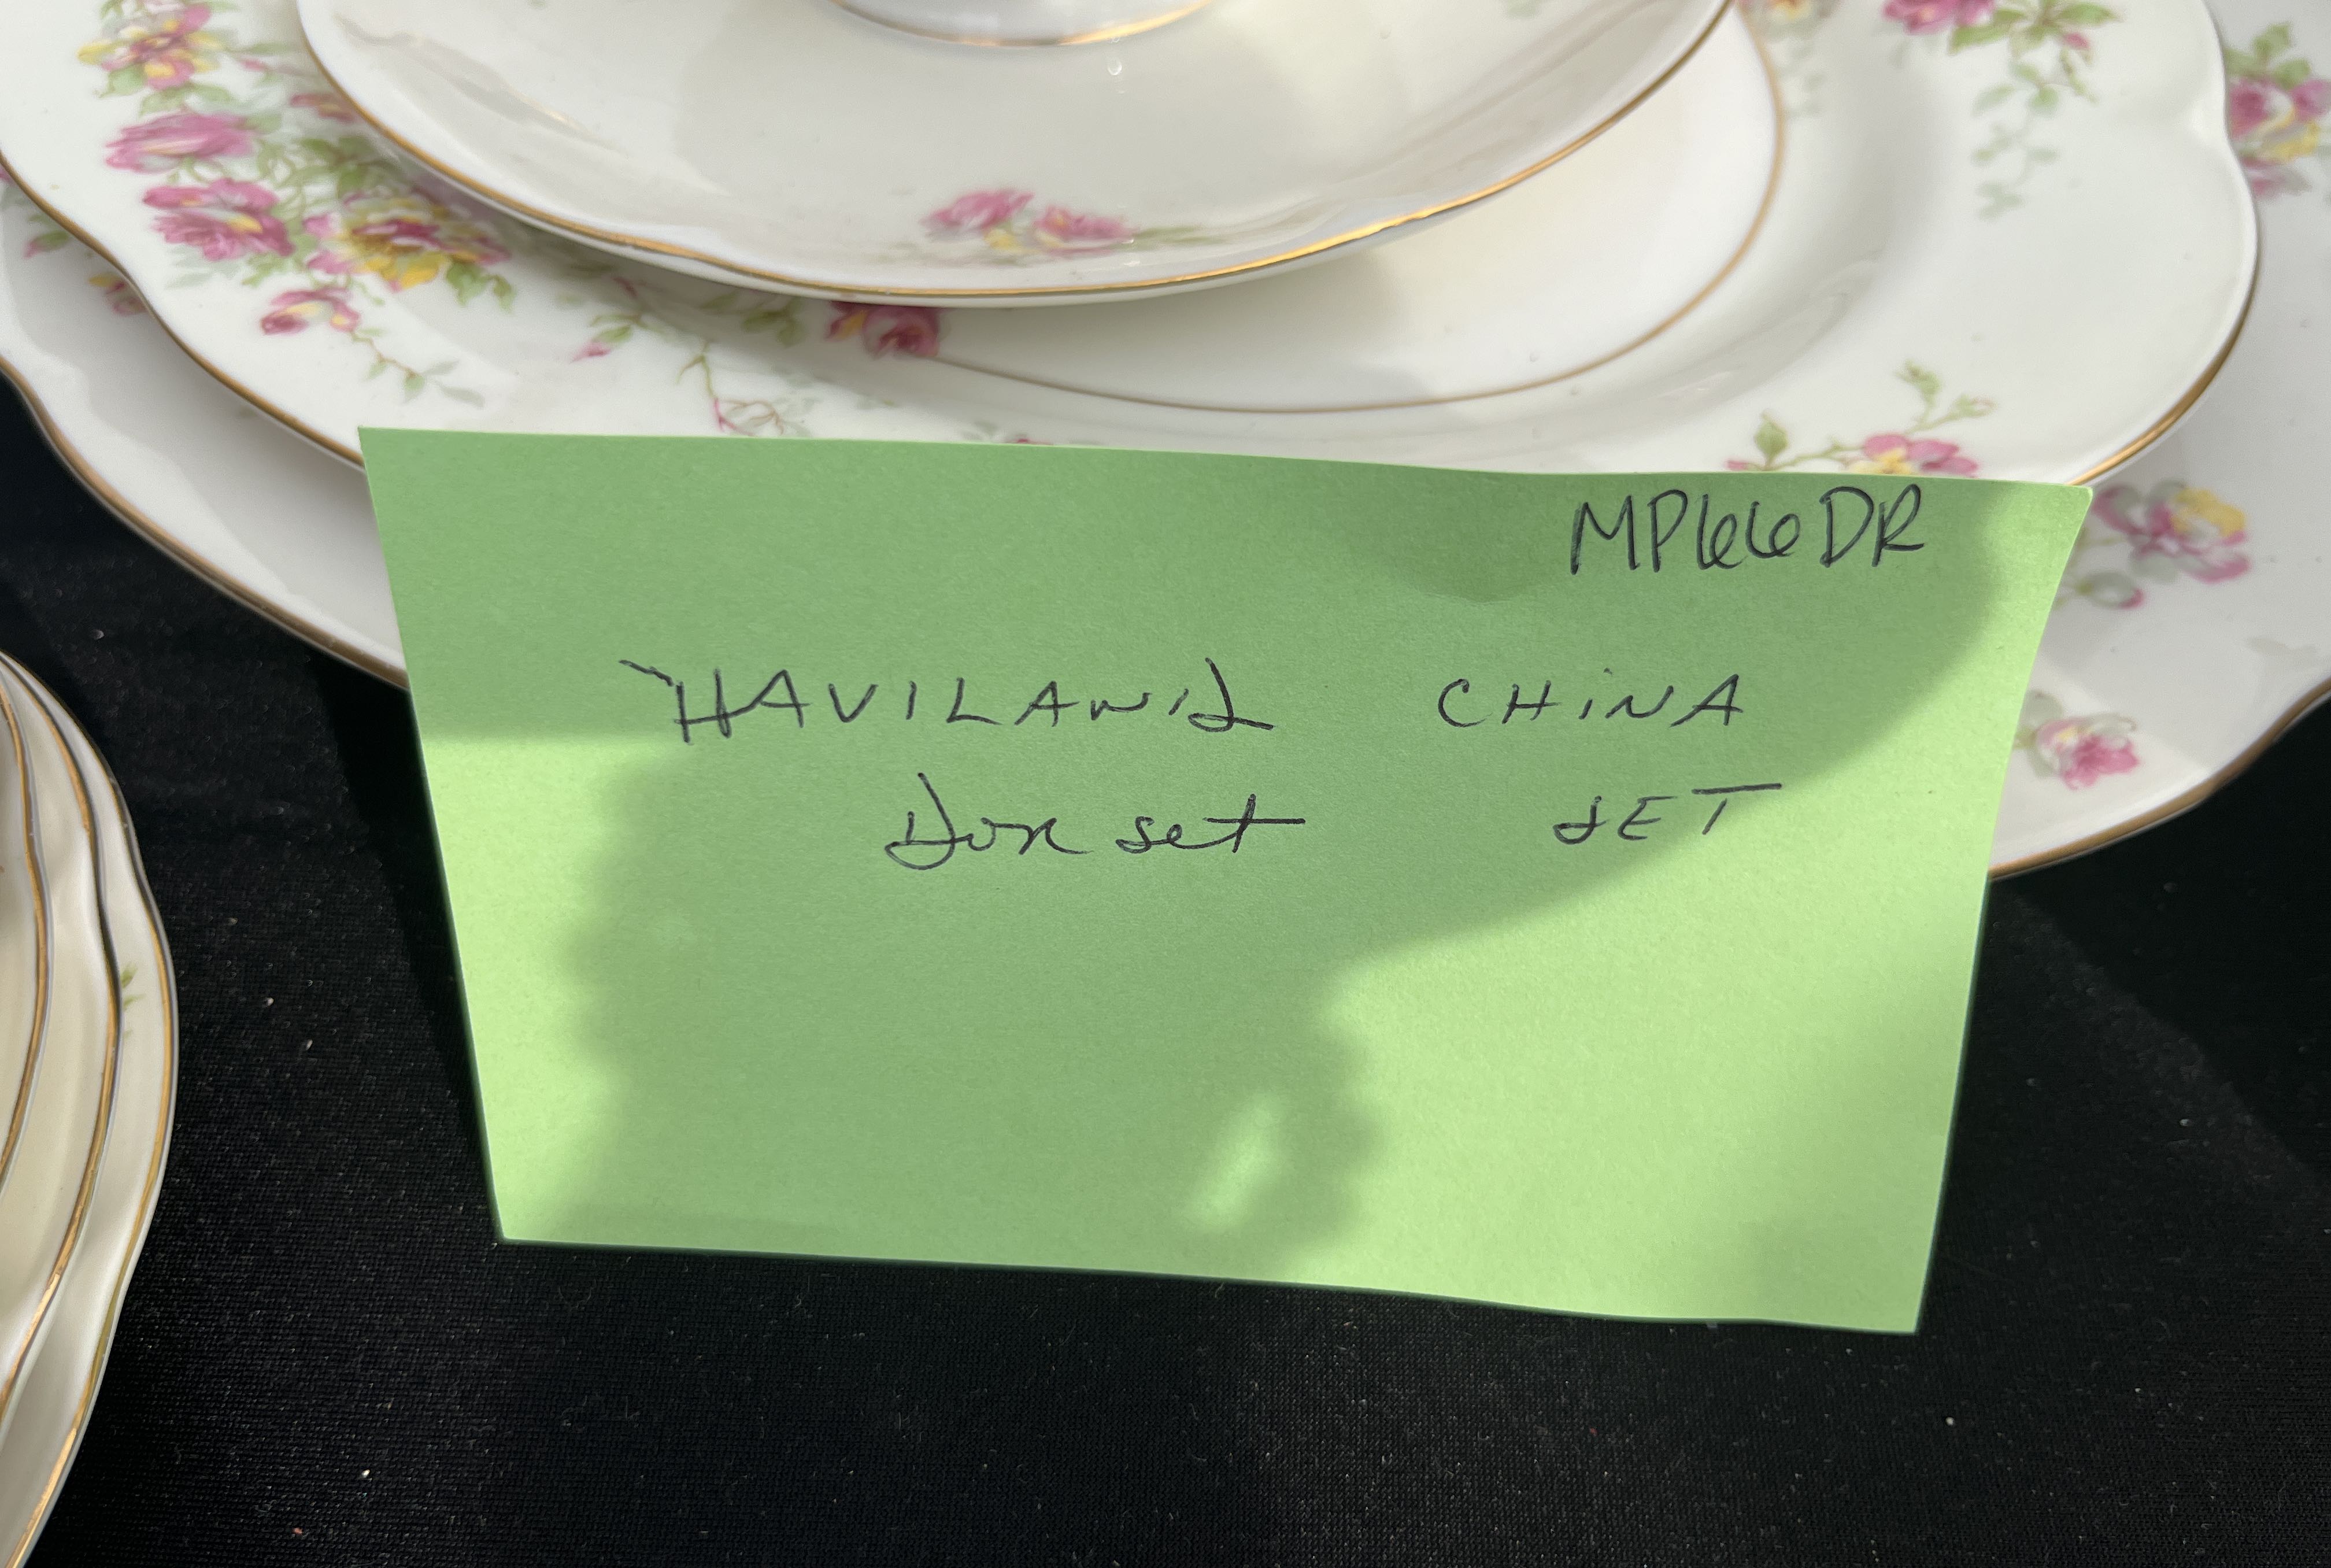 MP66DR
HAVILAND CHINA
Dorset SET